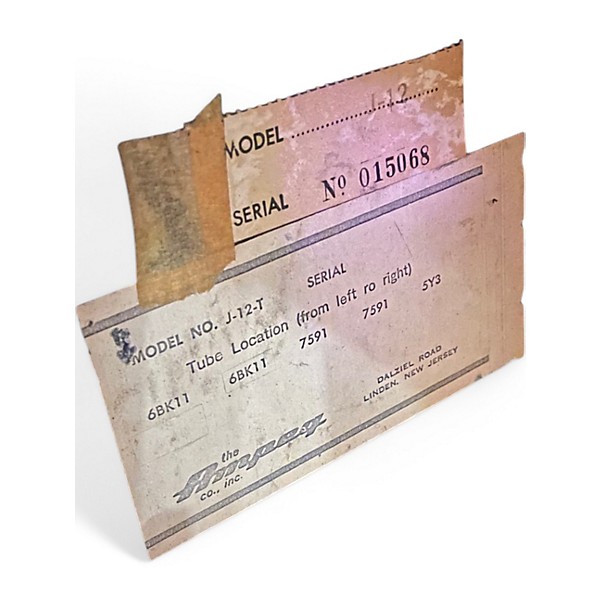 MODEL .......................... J-12
SERIAL Nº 015068
MODEL NO. J-12-T SERIAL
Tube Location (from left ro right)
6BK11 6BK11 7591 7591 5Y3
the
Ampeg
co., inc.
DALZIEL ROAD
LINDEN, NEW JERSEY